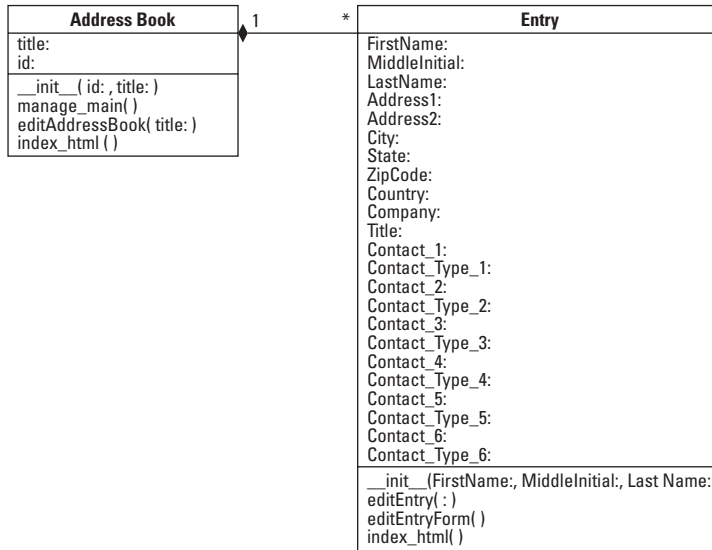 Address Book
title:
id:
__init__( id: , title: )
manage_main( )
editAddressBook( title: )
index_html ( )
1
*
Entry
FirstName:
MiddleInitial:
LastName:
Address1:
Address2:
City:
State:
ZipCode:
Country:
Company:
Title:
Contact_1:
Contact_Type_1:
Contact_2:
Contact_Type_2:
Contact_3:
Contact_Type_3:
Contact_4:
Contact_Type_4:
Contact_5:
Contact_Type_5:
Contact_6:
Contact_Type_6:
__init__(FirstName:, MiddleInitial:, Last Name:
editEntry( : )
editEntryForm( )
index_html( )